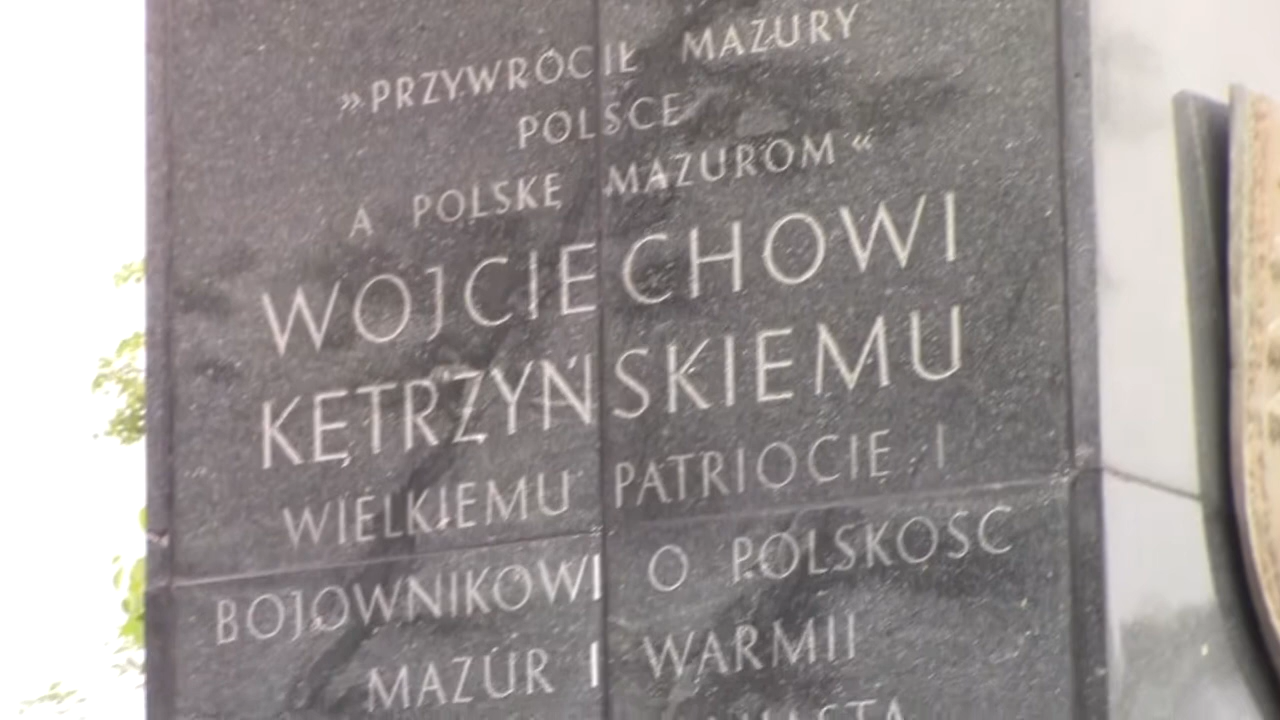 »PRZYWRÓCIŁ MAZURY
POLSCE
A POLSKĘ MAZUROM«
WOJCIECHOWI
KĘTRZYŃSKIEMU
WIELKIEMU PATRIOCIE I
BOJOWNIKOWI O POLSKOŚĆ
MAZUR I WARMII